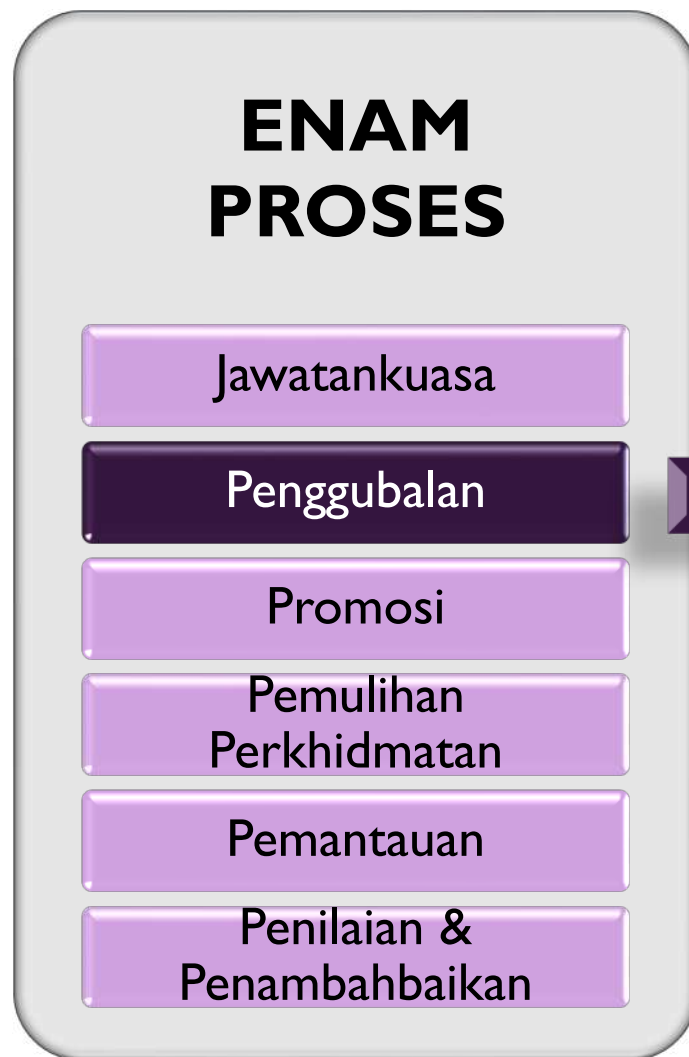 ENAM
PROSES
Jawatankuasa
Penggubalan
Promosi
Pemulihan
Perkhidmatan
Pemantauan
Penilaian &
Penambahbaikan